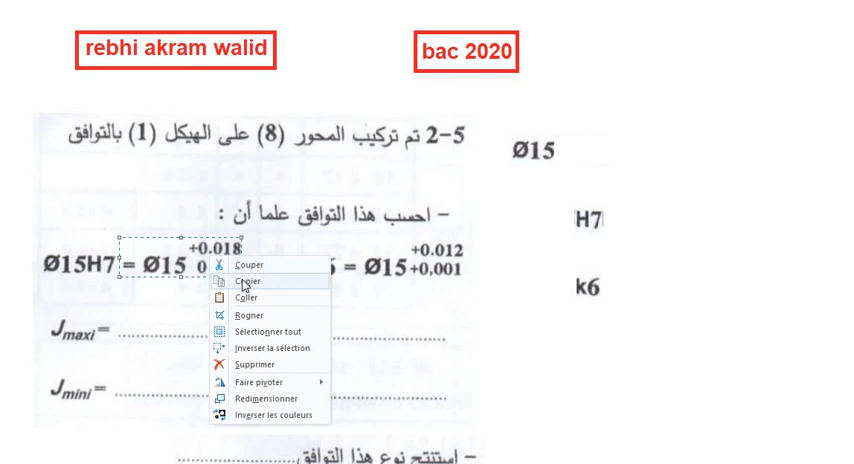 rebhi akram walid
bac 2020
2-5 تم تركيب المحور (8) على الهيكل (1) بالتوافق
Ø15
– احسب هذا التوافق علما أن :
H7
Ø15H7 = Ø15 +0.018 0
= Ø15 +0.012 +0,001
k6
Couper
Copier
Coller
Rogner
Sélectionner tout
Inverser la sélection
Supprimer
Faire pivoter
Redimensionner
Inverser les couleurs
Jmaxi = ........................
Jmini = ........................
– استنتج نوع هذا التوافق........................